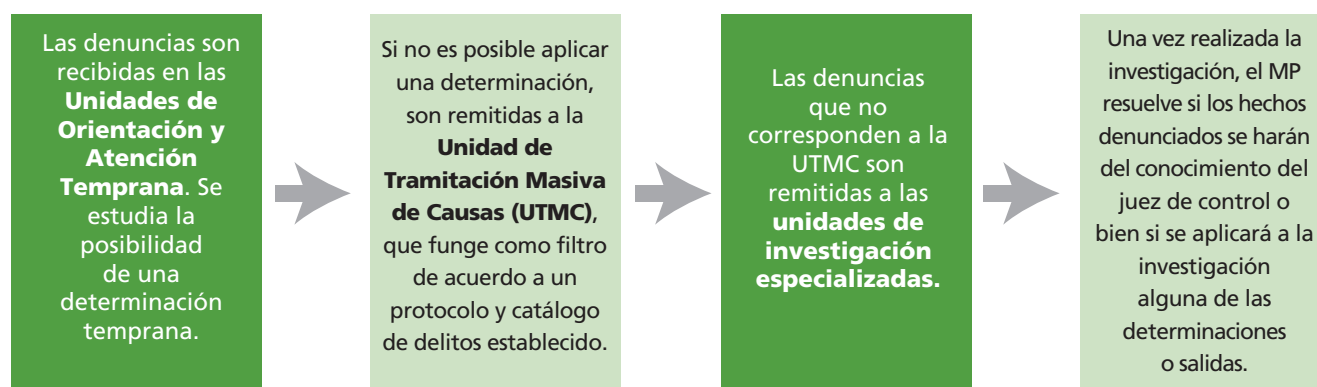 Las denuncias son
recibidas en las
Unidades de
Orientación y
Atención
Temprana. Se
estudia la
posibilidad
de una
determinación
temprana.
Si no es posible aplicar
una determinación,
son remitidas a la
Unidad de
Tramitación Masiva
de Causas (UTMC),
que funge como filtro
de acuerdo a un
protocolo y catálogo
de delitos establecido.
Las denuncias
que no
corresponden a la
UTMC son
remitidas a las
unidades de
investigación
especializadas.
Una vez realizada la
investigación, el MP
resuelve si los hechos
denunciados se harán
del conocimiento del
juez de control o
bien si se aplicará a la
investigación
alguna de las
determinaciones
o salidas.